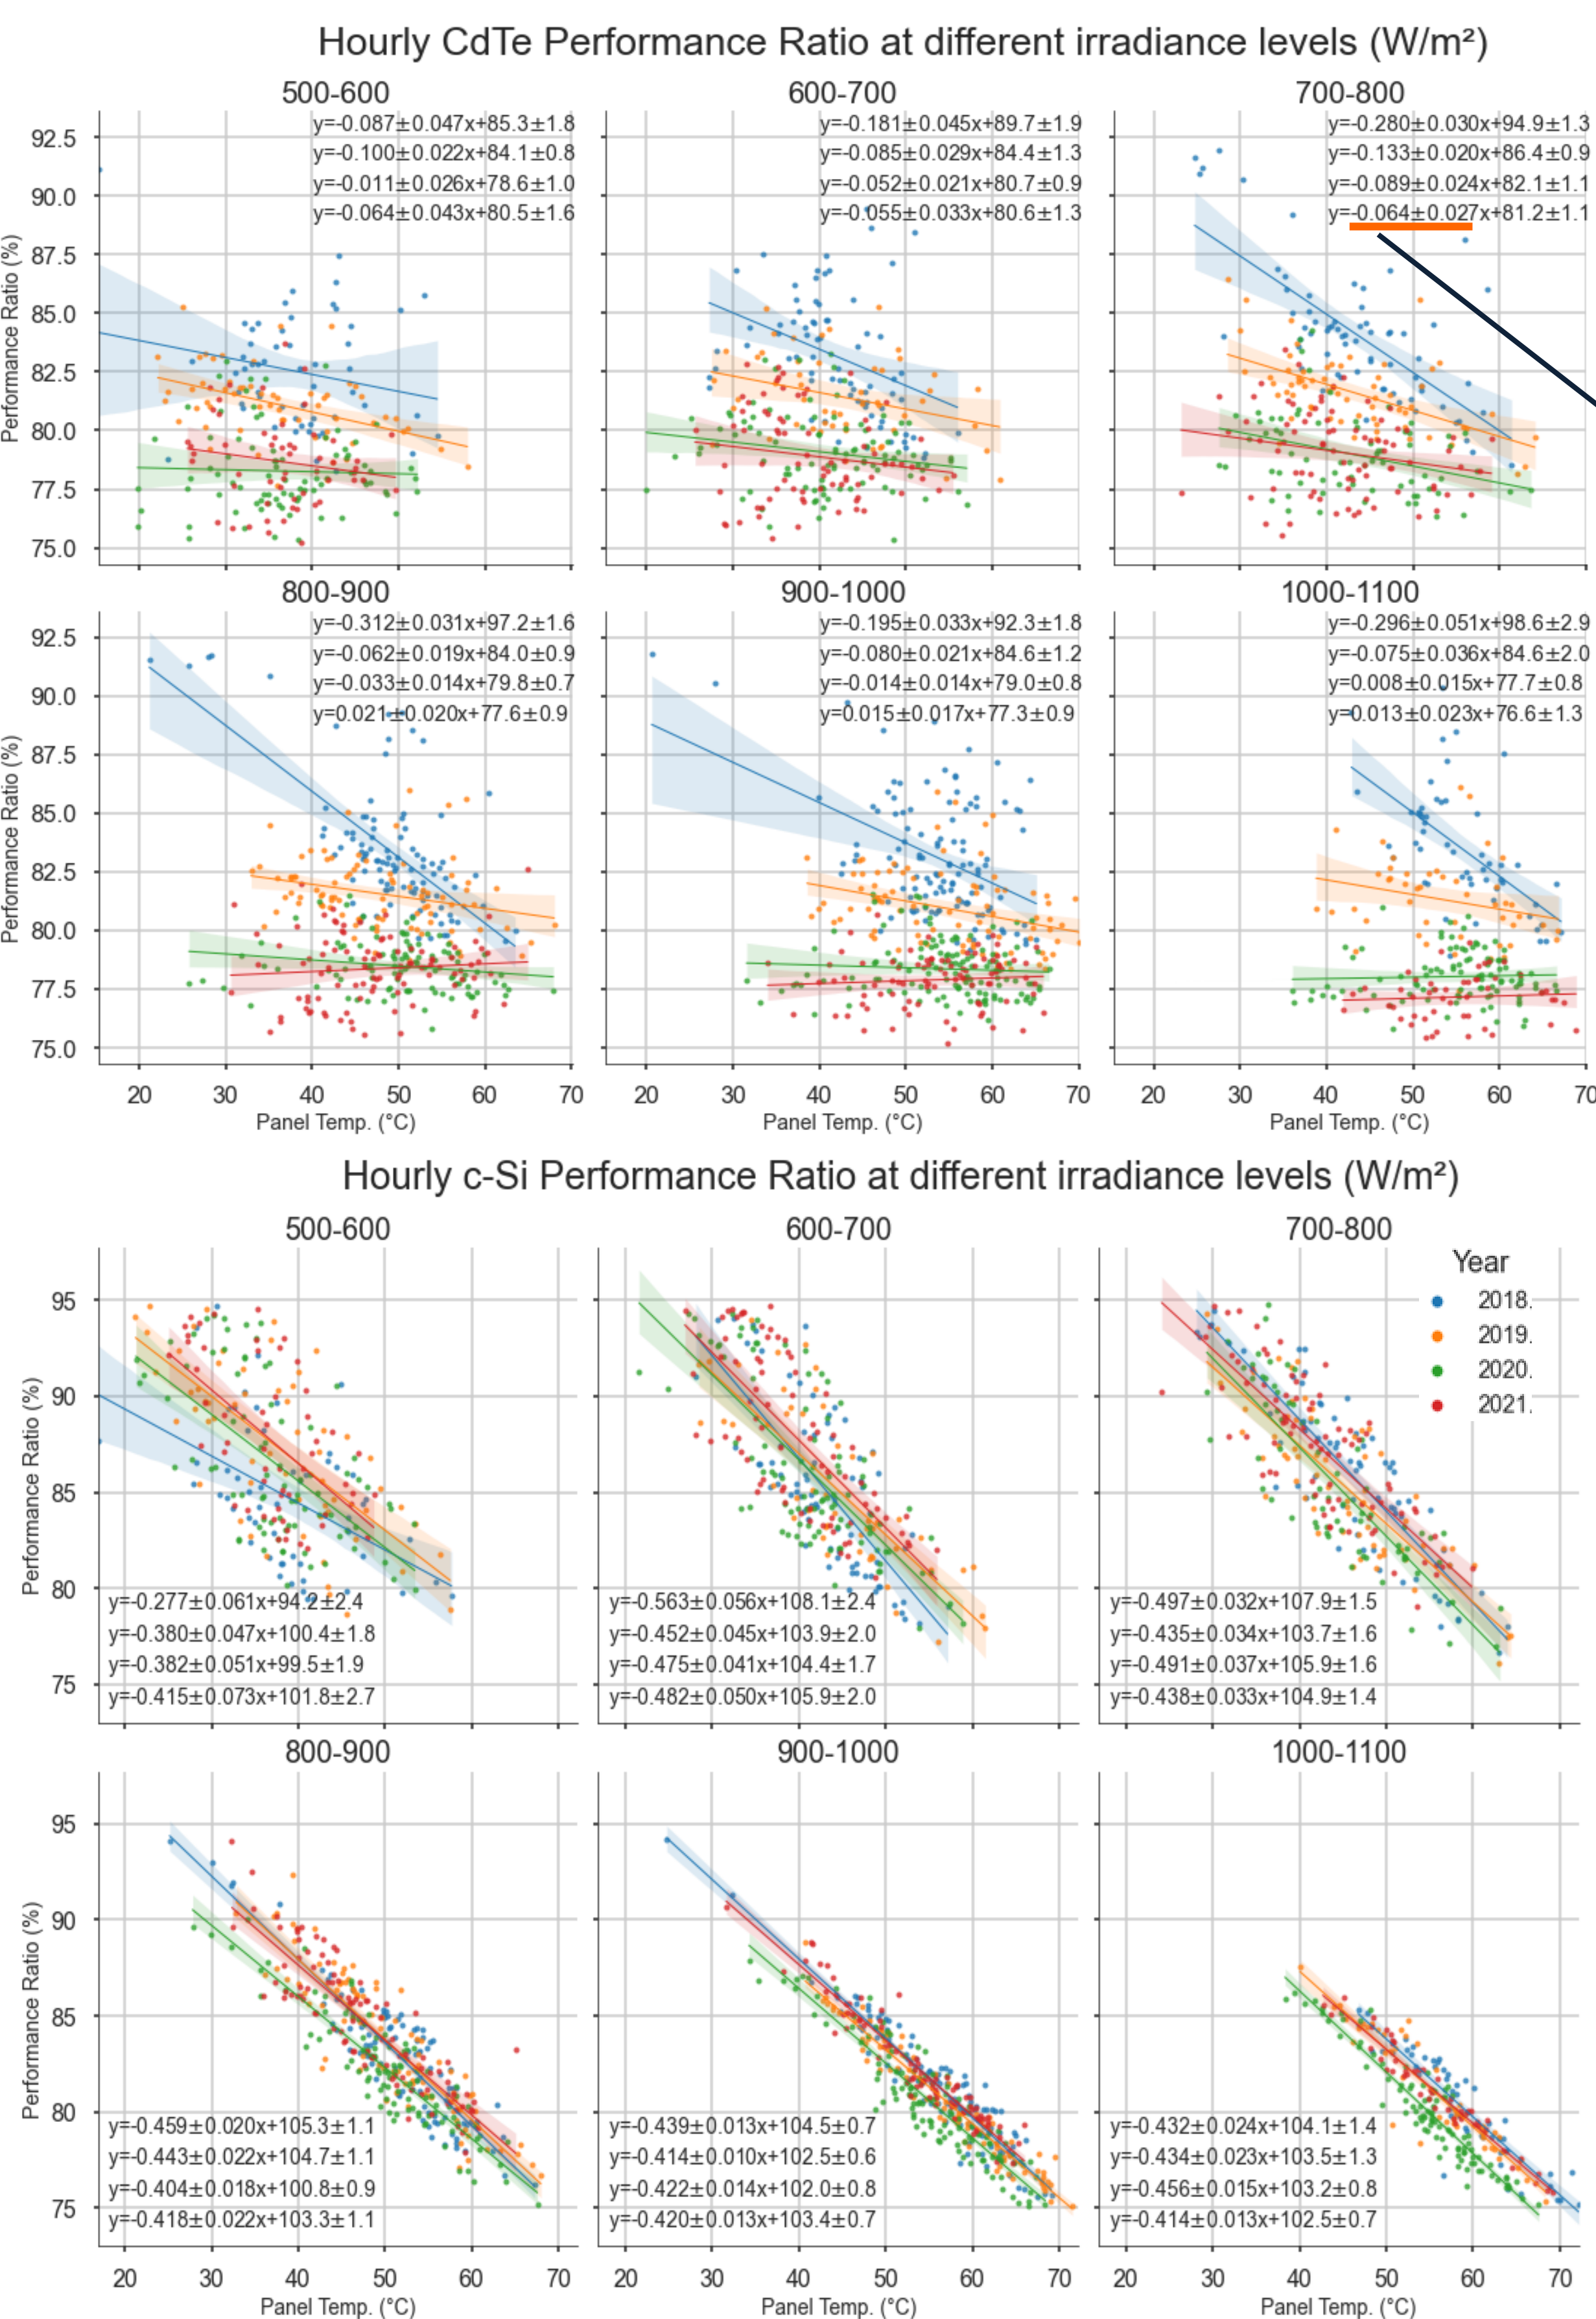 Hourly CdTe Performance Ratio at different irradiance levels (W/m²)
500-600
600-700
700-800
y=-0.087±0.047x+85.3±1.8
y=-0.100±0.022x+84.1±0.8
y=-0.011±0.026x+78.6±1.0
y=-0.064±0.043x+80.5±1.6
y=-0.181±0.045x+89.7±1.9
y=-0.085±0.029x+84.4±1.3
y=-0.052±0.021x+80.7±0.9
y=-0.055±0.033x+80.6±1.3
y=-0.280±0.030x+94.9±1.3
y=-0.133±0.020x+86.4±0.9
y=-0.089±0.024x+82.1±1.1
y=-0.064±0.027x+81.2±1.1
Performance Ratio (%)
92.5
90.0
87.5
85.0
82.5
80.0
77.5
75.0
800-900
900-1000
1000-1100
y=-0.312±0.031x+97.2±1.6
y=-0.062±0.019x+84.0±0.9
y=-0.033±0.014x+79.8±0.7
y=0.021±0.020x+77.6±0.9
y=-0.195±0.033x+92.3±1.8
y=-0.080±0.021x+84.6±1.2
y=-0.014±0.014x+79.0±0.8
y=0.015±0.017x+77.3±0.9
y=-0.296±0.051x+98.6±2.9
y=-0.075±0.036x+84.6±2.0
y=0.008±0.015x+77.7±0.8
y=0.013±0.023x+76.6±1.3
Performance Ratio (%)
92.5
90.0
87.5
85.0
82.5
80.0
77.5
75.0
20 30 40 50 60 70
20 30 40 50 60 70
20 30 40 50 60 70
Panel Temp. (°C)
Panel Temp. (°C)
Panel Temp. (°C)
Hourly c-Si Performance Ratio at different irradiance levels (W/m²)
500-600
600-700
700-800
Year
2018.
2019.
2020.
2021.
Performance Ratio (%)
95
90
85
80
75
y=-0.277±0.061x+94.2±2.4
y=-0.380±0.047x+100.4±1.8
y=-0.382±0.051x+99.5±1.9
y=-0.415±0.073x+101.8±2.7
y=-0.563±0.056x+108.1±2.4
y=-0.452±0.045x+103.9±2.0
y=-0.475±0.041x+104.4±1.7
y=-0.482±0.050x+105.9±2.0
y=-0.497±0.032x+107.9±1.5
y=-0.435±0.034x+103.7±1.6
y=-0.491±0.037x+105.9±1.6
y=-0.438±0.033x+104.9±1.4
800-900
900-1000
1000-1100
Performance Ratio (%)
95
90
85
80
75
y=-0.459±0.020x+105.3±1.1
y=-0.443±0.022x+104.7±1.1
y=-0.404±0.018x+100.8±0.9
y=-0.418±0.022x+103.3±1.1
y=-0.439±0.013x+104.5±0.7
y=-0.414±0.010x+102.5±0.6
y=-0.422±0.014x+102.0±0.8
y=-0.420±0.013x+103.4±0.7
y=-0.432±0.024x+104.1±1.4
y=-0.434±0.023x+103.5±1.3
y=-0.456±0.015x+103.2±0.8
y=-0.414±0.013x+102.5±0.7
20 30 40 50 60 70
20 30 40 50 60 70
20 30 40 50 60 70
Panel Temp. (°C)
Panel Temp. (°C)
Panel Temp. (°C)